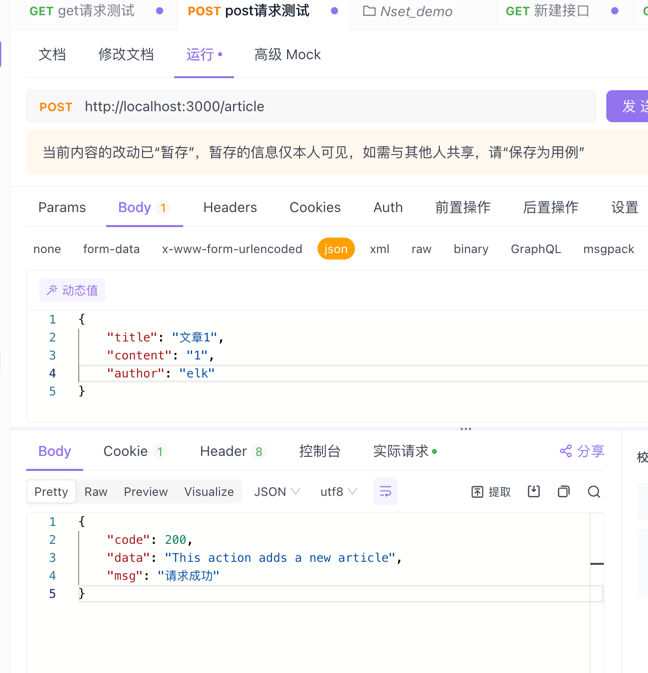 GET get请求测试 POST post请求测试 Nset_demo GET 新建接口
文档 修改文档 运行 高级 Mock
POST http://localhost:3000/article 发 送
当前内容的改动已“暂存”，暂存的信息仅本人可见，如需与其他人共享，请“保存为用例”
Params Body 1 Headers Cookies Auth 前置操作 后置操作 设置
none form-data x-www-form-urlencoded json xml raw binary GraphQL msgpack
动态值
1 {
2 "title": "文章1",
3 "content": "1",
4 "author": "elk"
5 }
Body Cookie 1 Header 8 控制台 实际请求 分享
Pretty Raw Preview Visualize JSON utf8 提取
1 {
2 "code": 200,
3 "data": "This action adds a new article",
4 "msg": "请求成功"
5 }